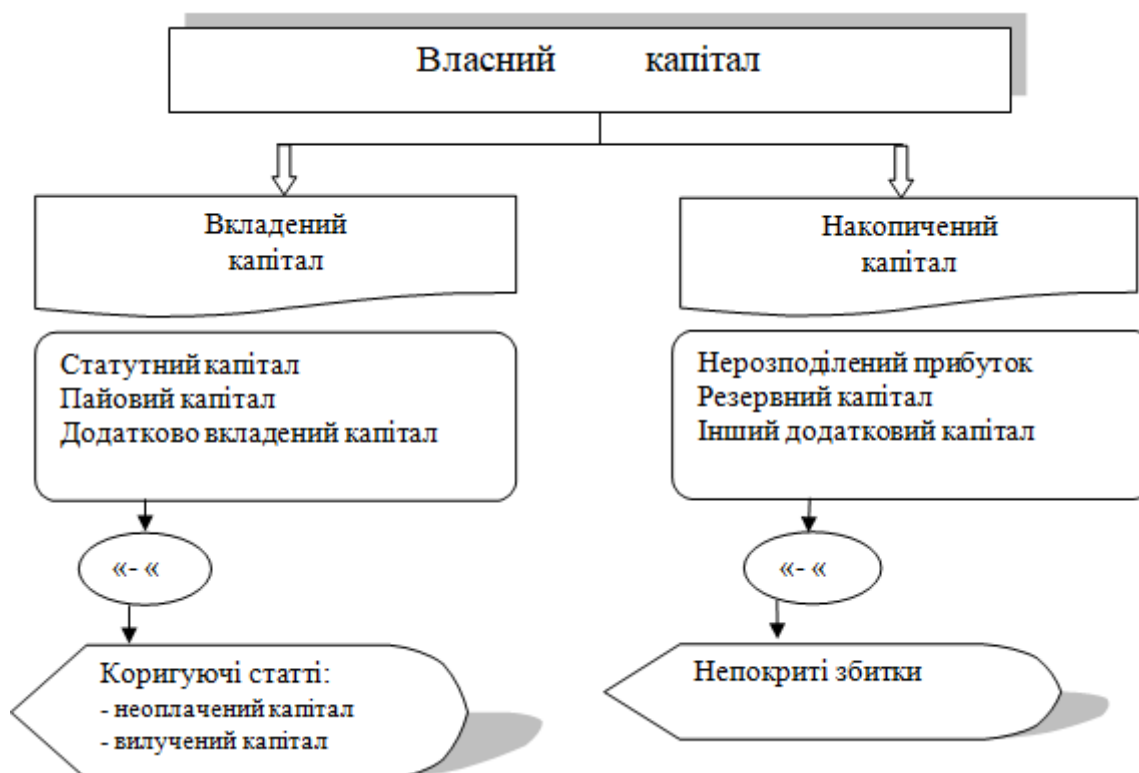 Власний капітал
Вкладений
капітал
Статутний капітал
Пайовий капітал
Додатково вкладений капітал
«- «
Коригуючі статті:
- неоплачений капітал
- вилучений капітал
Накопичений
капітал
Нерозподілений прибуток
Резервний капітал
Інший додатковий капітал
«- «
Непокриті збитки